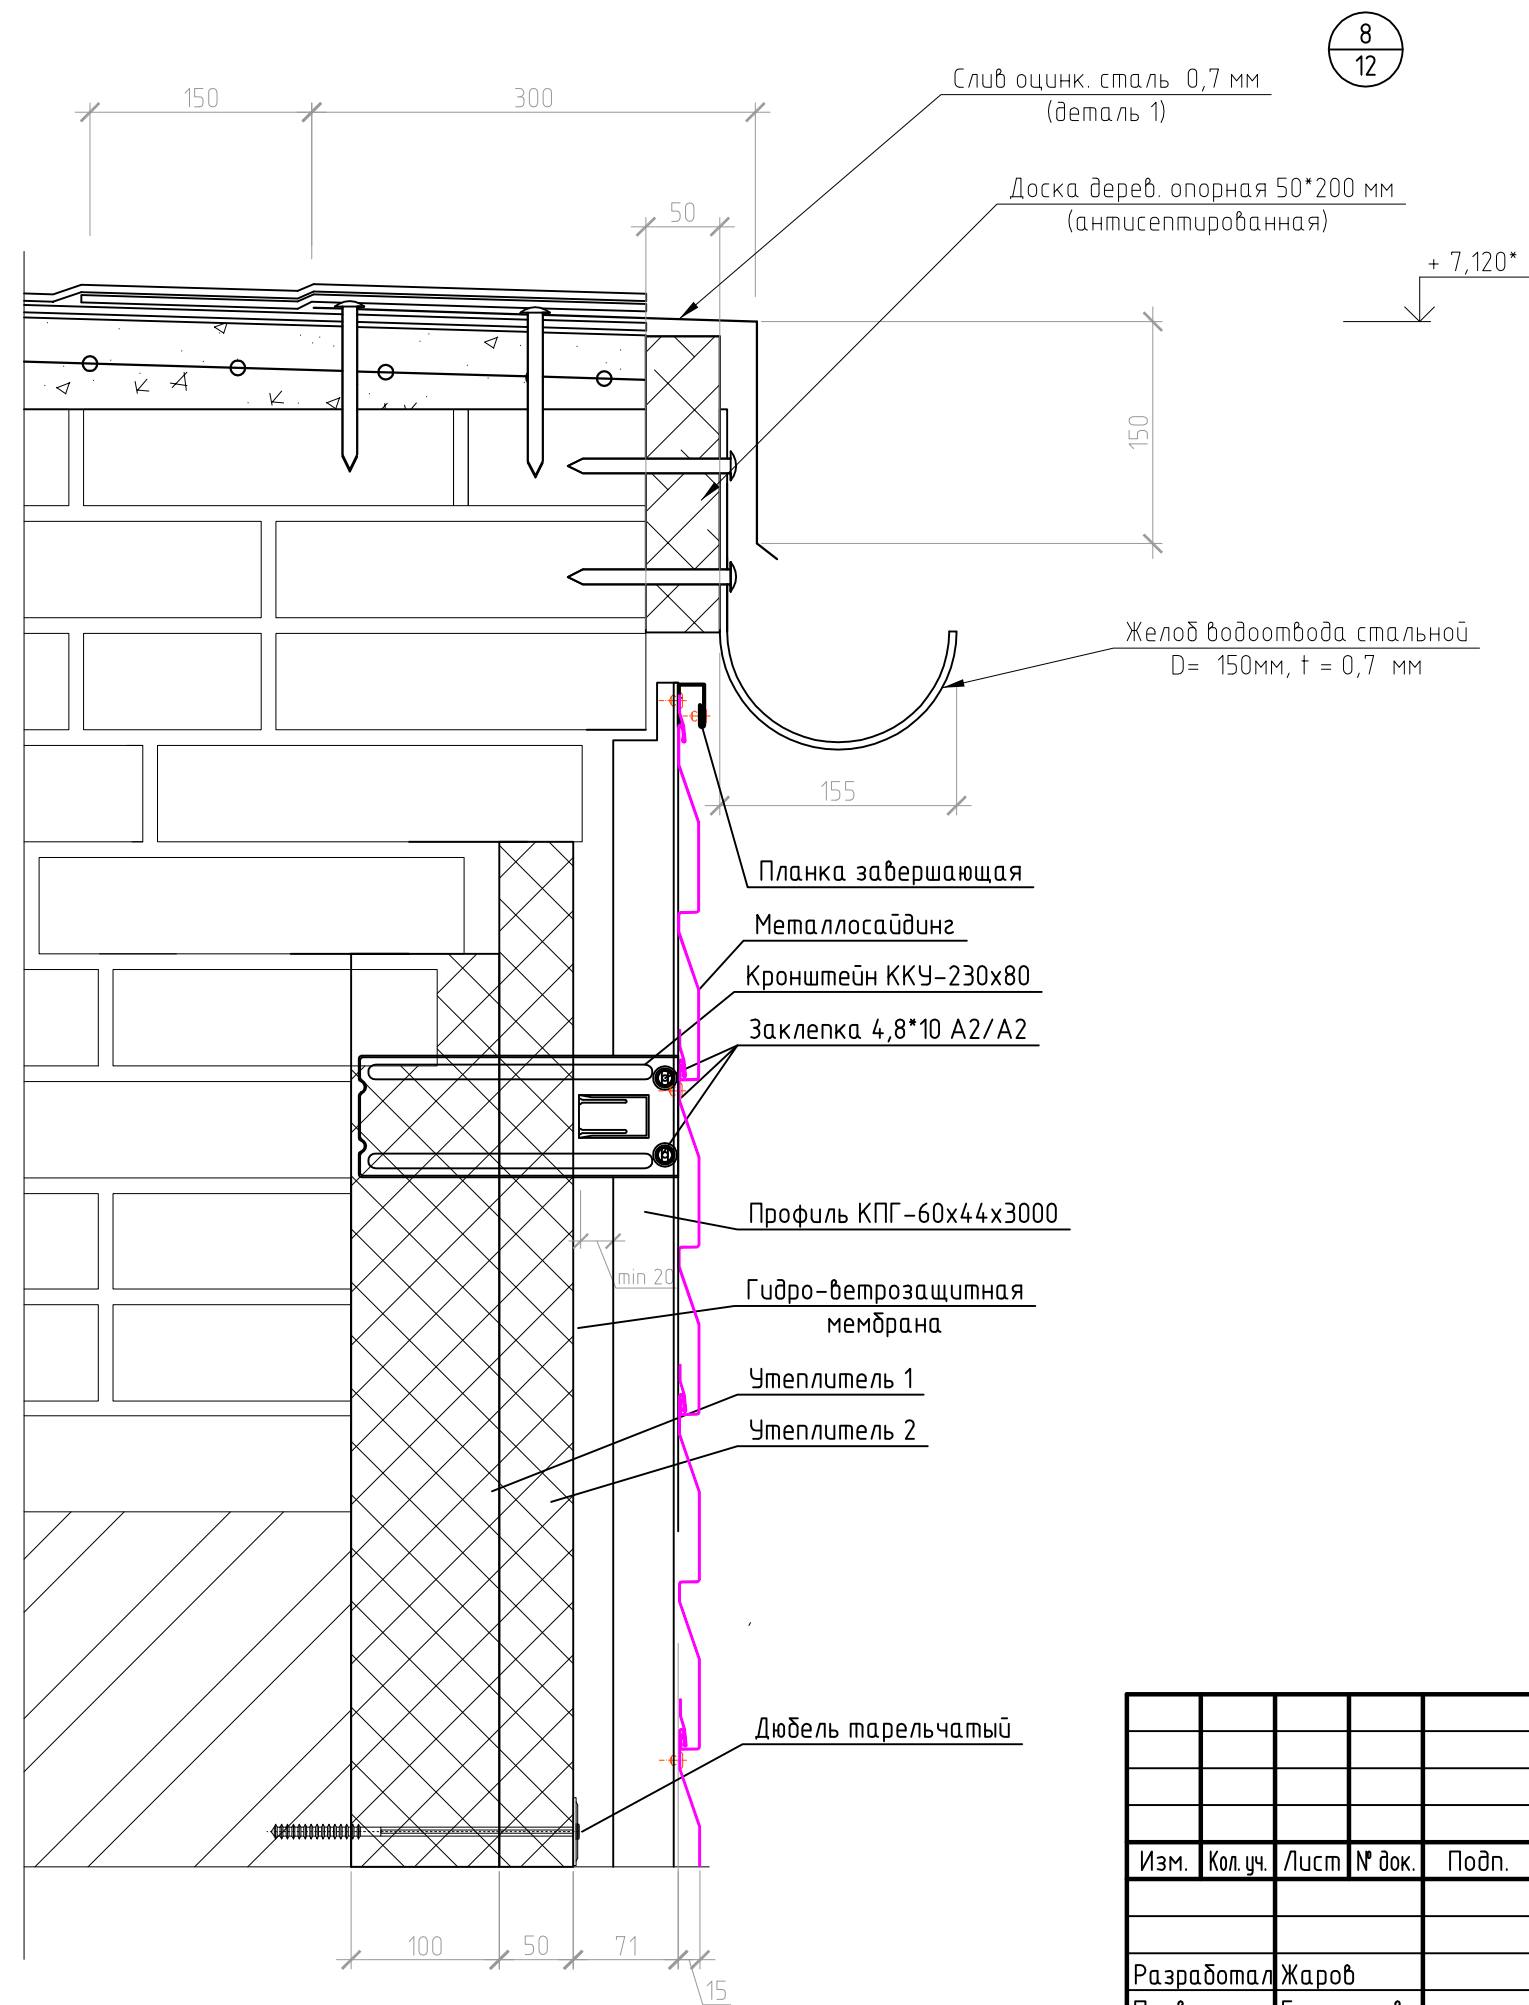 8
12
Слив оцинк. сталь 0,7 мм
(деталь 1)
150
300
Доска дерев. опорная 50*200 мм
(антисептированная)
50
+ 7,120*
150
Желоб водоотвода стальной
D= 150мм, t = 0,7 мм
155
Планка завершающая
Металлосайдинг
Кронштейн ККУ-230х80
Заклепка 4,8*10 А2/А2
Профиль КПГ-60х44х3000
min 20
Гидро-ветрозащитная
мембрана
Утеплитель 1
Утеплитель 2
Дюбель тарельчатый
Изм. Кол.уч. Лист № док. Подп.
100
50
71
15
Разработал Жаров